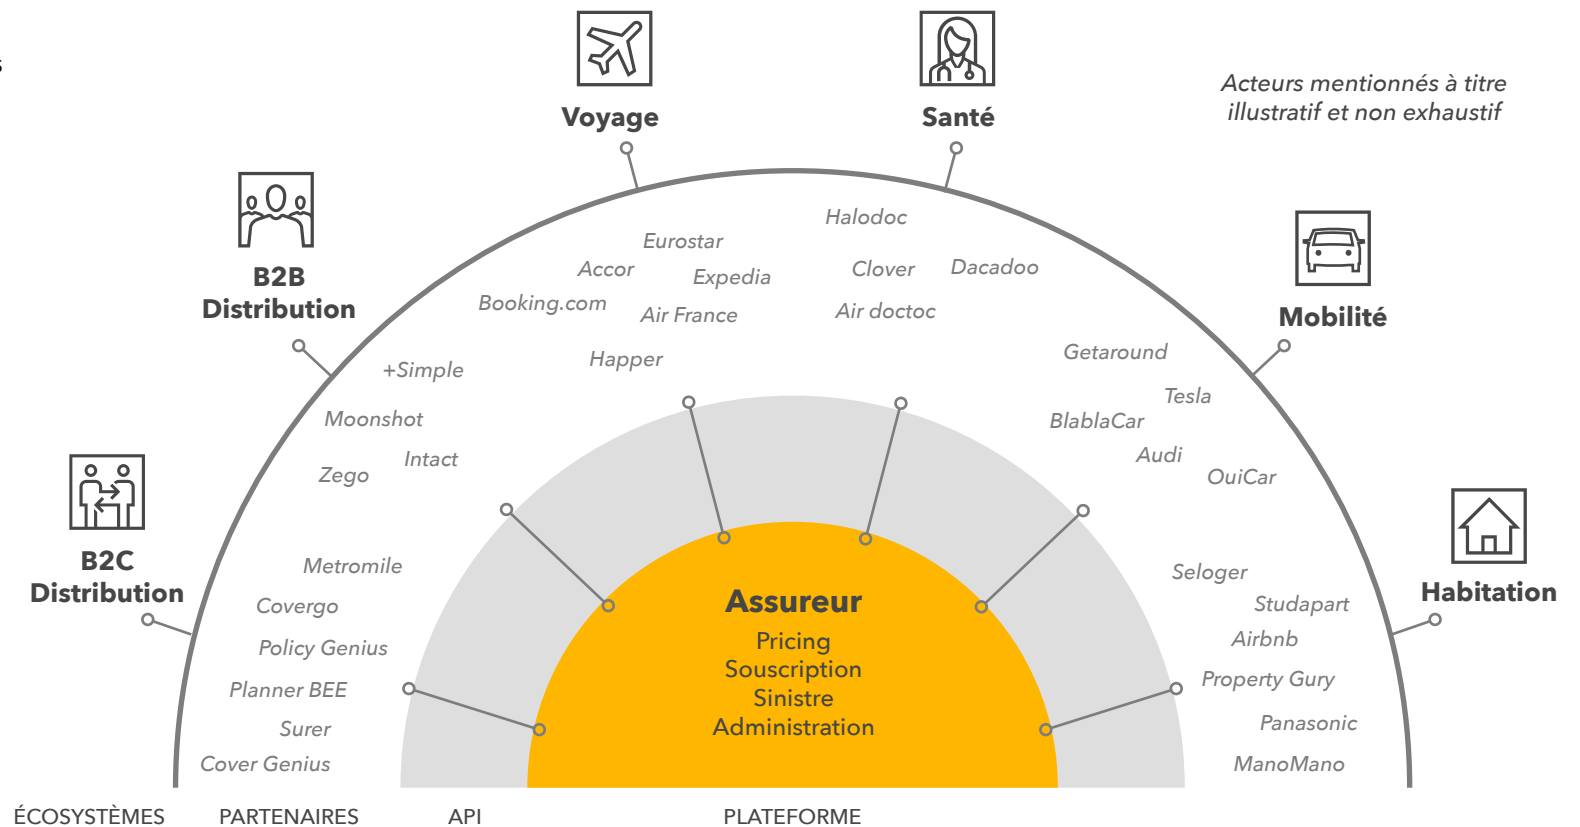 s
Voyage
Santé
Acteurs mentionnés à titre
illustratif et non exhaustif
B2B
Distribution
Mobilité
B2C
Distribution
Habitation
Eurostar
Accor
Expedia
Booking.com
Air France
Happer
Halodoc
Clover
Dacadoo
Air doctoc
+Simple
Moonshot
Intact
Zego
Getaround
Tesla
BlablaCar
Audi
OuiCar
Metromile
Covergo
Policy Genius
Planner BEE
Surer
Cover Genius
Seloger
Studapart
Airbnb
Property Gury
Panasonic
ManoMano
Assureur
Pricing
Souscription
Sinistre
Administration
ÉCOSYSTÈMES PARTENAIRES API PLATEFORME